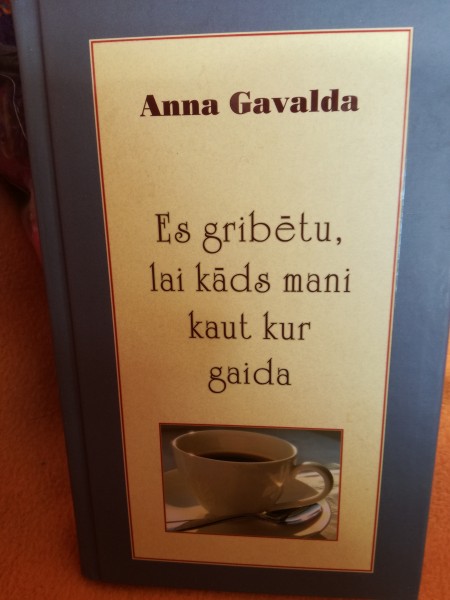 Anna Gavalda
Es gribētu,
lai kāds mani
kaut kur
gaida